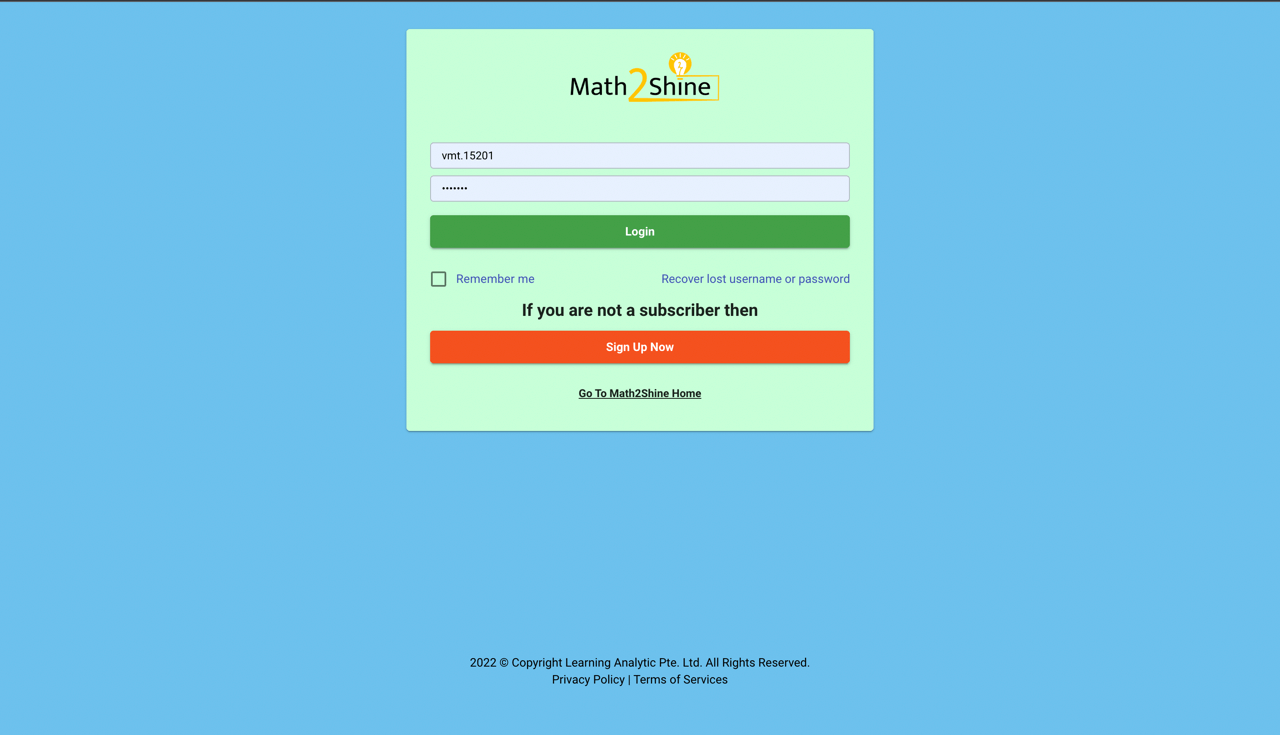 Math2Shine
vmt.15201
•••••••
Login
Remember me
Recover lost username or password
If you are not a subscriber then
Sign Up Now
Go To Math2Shine Home
2022 © Copyright Learning Analytic Pte. Ltd. All Rights Reserved.
Privacy Policy | Terms of Services